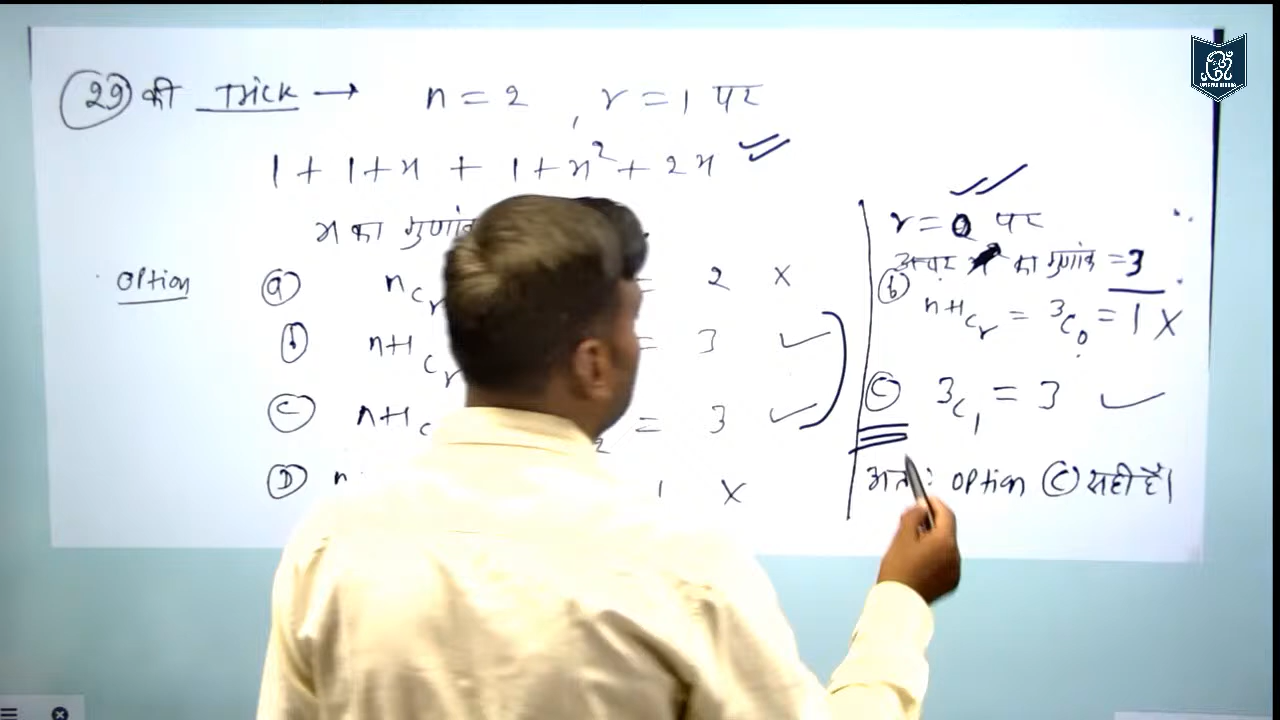 29 की Trick → n = 2 , r = 1 पर
1 + 1+x + 1+x² + 2x
x का गुणांक
Option
(a) nCr = 2 ×
(b) n+1Cr = 3 ✓
(c) n+1C 2 = 3 ✓
(D) n 1 ×
r = 0 पर
का गुणांक = 3
(b) n+1Cr = ³C₀ = 1 ×
(C) 3C₁ = 3 ✓
अतः option (C) सही है।